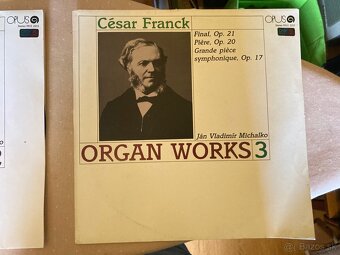 OPUS
César Franck
Final, Op. 21
Pière, Op. 20
Grande pièce
symphonique, Op. 17
Ján Vladimír Michalko
ORGAN WORKS 3
OPUS